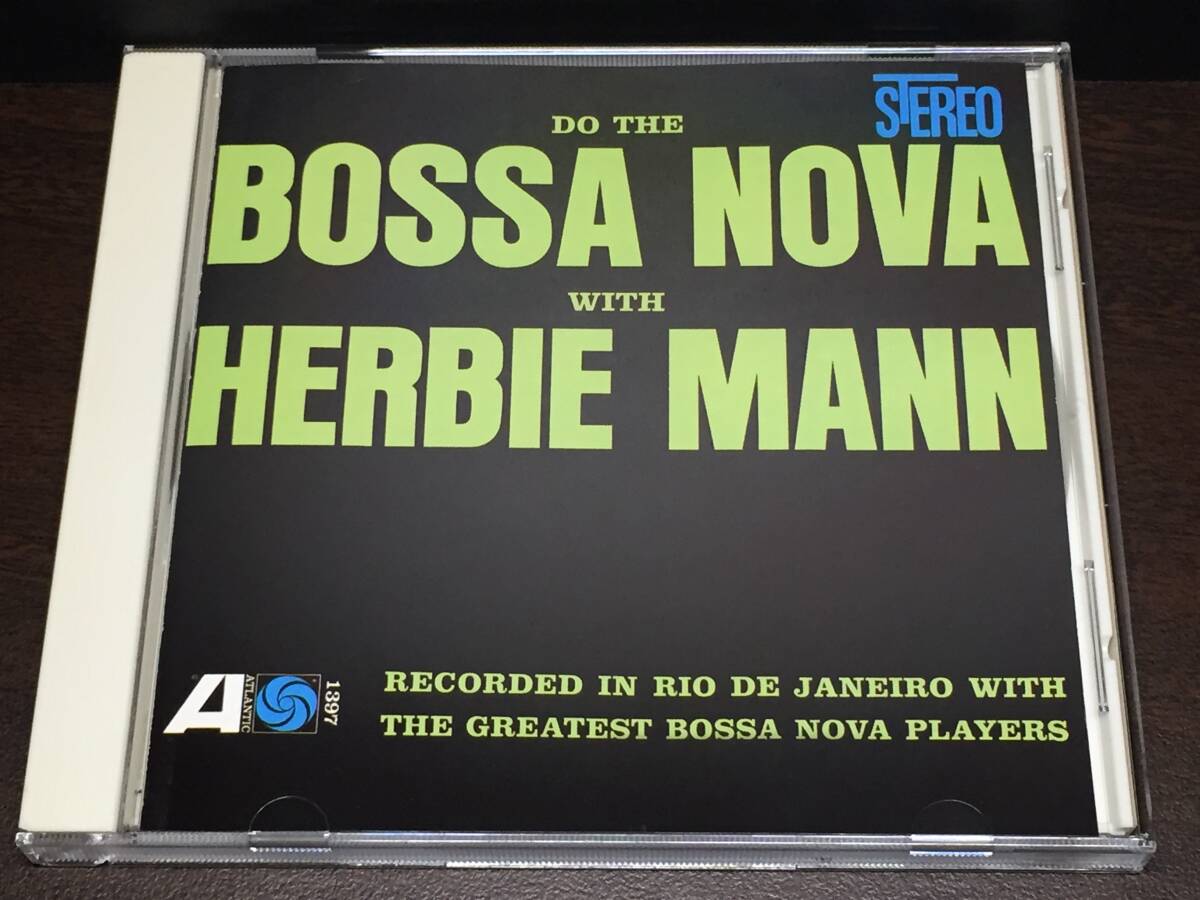 STEREO
DO THE
BOSSA NOVA
WITH
HERBIE MANN
RECORDED IN RIO DE JANEIRO WITH
THE GREATEST BOSSA NOVA PLAYERS
A
ATLANTIC
1397